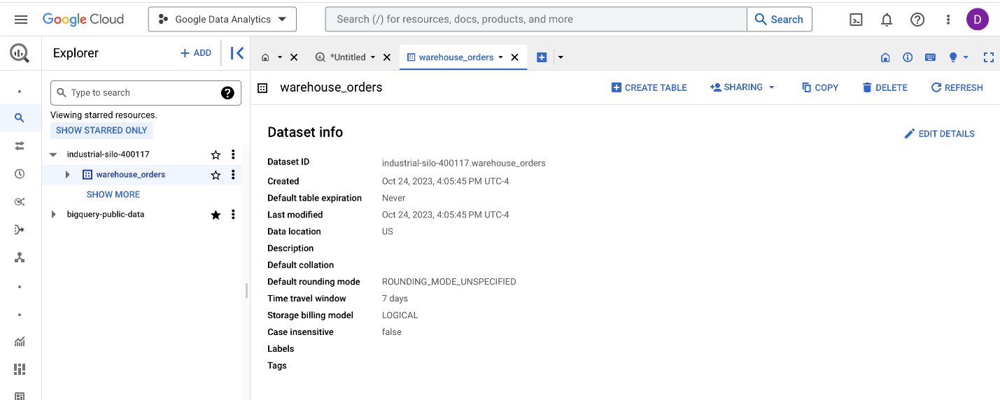 Google Cloud
Google Data Analytics
Search (/) for resources, docs, products, and more
Search
D
Explorer
+ ADD
*Untitled
warehouse_orders
Type to search
Viewing starred resources.
SHOW STARRED ONLY
industrial-silo-400117
warehouse_orders
SHOW MORE
bigquery-public-data
warehouse_orders
CREATE TABLE
SHARING
COPY
DELETE
REFRESH
Dataset info
EDIT DETAILS
Dataset ID industrial-silo-400117.warehouse_orders
Created Oct 24, 2023, 4:05:45 PM UTC-4
Default table expiration Never
Last modified Oct 24, 2023, 4:05:45 PM UTC-4
Data location US
Description
Default collation
Default rounding mode ROUNDING_MODE_UNSPECIFIED
Time travel window 7 days
Storage billing model LOGICAL
Case insensitive false
Labels
Tags